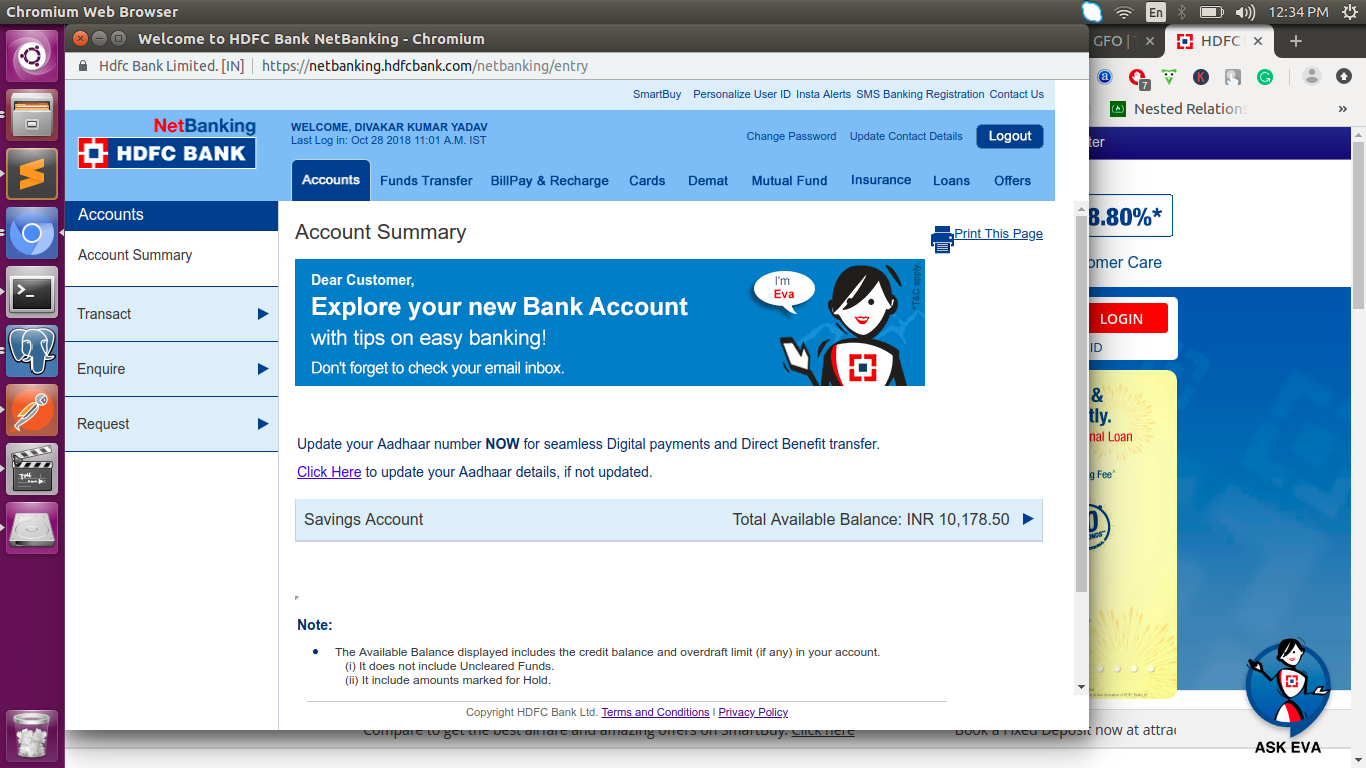 Chromium Web Browser
En
12:34 PM
Welcome to HDFC Bank NetBanking - Chromium
GFO | T
HDFC
Hdfc Bank Limited. [IN] | https://netbanking.hdfcbank.com/netbanking/entry
7
Nested Relation
SmartBuy Personalize User ID Insta Alerts SMS Banking Registration Contact Us
NetBanking
HDFC BANK
WELCOME, DIVAKAR KUMAR YADAV
Last Log in: Oct 28 2018 11:01 A.M. IST
Change Password Update Contact Details Logout
Accounts Funds Transfer BillPay & Recharge Cards Demat Mutual Fund Insurance Loans Offers
Accounts
Account Summary
Transact
Enquire
Request
Account Summary
Print This Page
Dear Customer,
Explore your new Bank Account
with tips on easy banking!
Don't forget to check your email inbox.
I'm
Eva
*T&C apply
Update your Aadhaar number NOW for seamless Digital payments and Direct Benefit transfer.
Click Here to update your Aadhaar details, if not updated.
Savings Account Total Available Balance: INR 10,178.50
Note:
• The Available Balance displayed includes the credit balance and overdraft limit (if any) in your account.
(i) It does not include Uncleared Funds.
(ii) It include amounts marked for Hold.
Copyright HDFC Bank Ltd. Terms and Conditions | Privacy Policy
ter
8.80%*
omer Care
LOGIN
ID
&
tly.
nal Loan
g Fee*
Compare to get the best airfare and amazing offers on SmartBuy. Click here
Book a Fixed Deposit now at attrac
ASK EVA